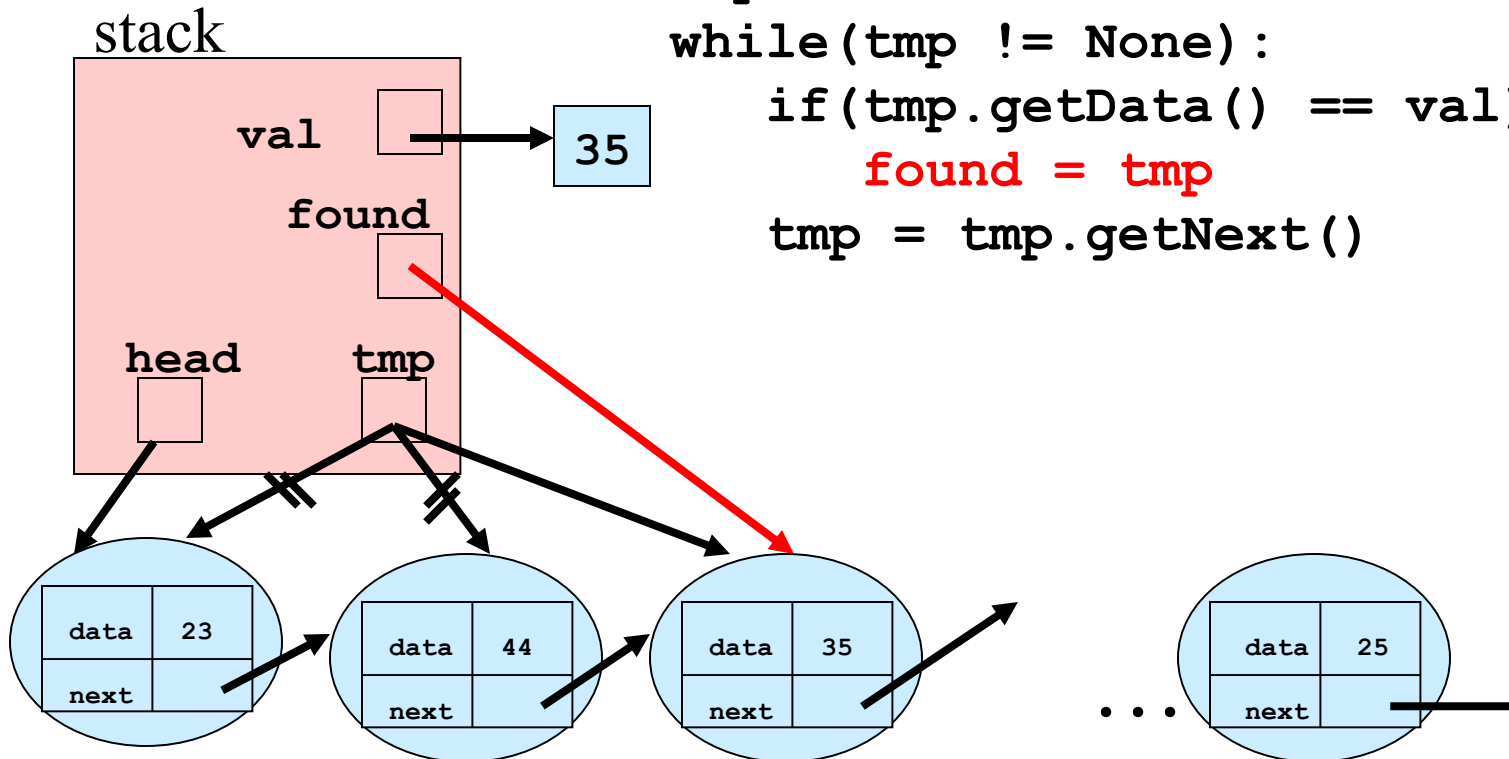 stack
while(tmp != None):
if(tmp.getData() == val)
found = tmp
tmp = tmp.getNext()
val
35
found
head
tmp
data 23
next
data 44
next
data 35
next
...
data 25
next